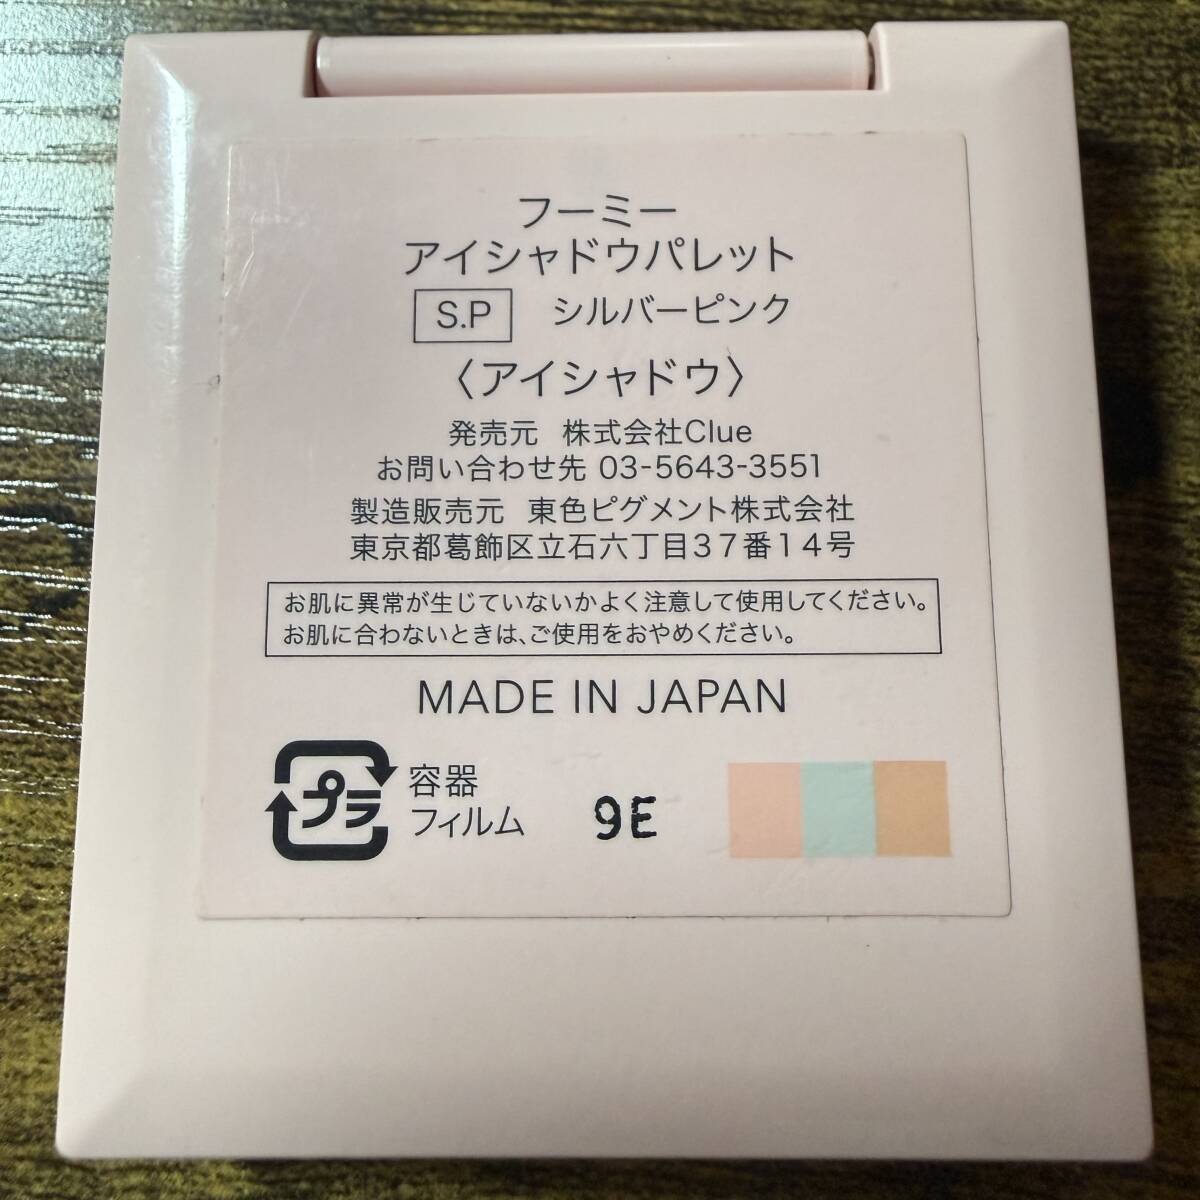 フーミー
アイシャドウパレット
S.P シルバーピンク
〈アイシャドウ〉
発売元 株式会社Clue
お問い合わせ先 03-5643-3551
製造販売元 東色ピグメント株式会社
東京都葛飾区立石六丁目37番14号
お肌に異常が生じていないかよく注意して使用してください。
お肌に合わないときは、ご使用をおやめください。
MADE IN JAPAN
プラ
容器
フィルム
9E